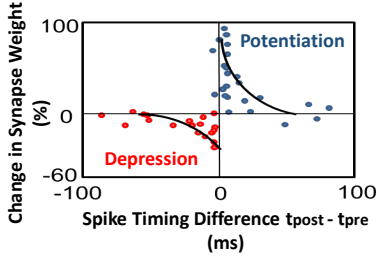 Change in Synapse Weight
(%)
100
0
-60
Potentiation
Depression
-100
0
100
Spike Timing Difference tpost - tpre
(ms)